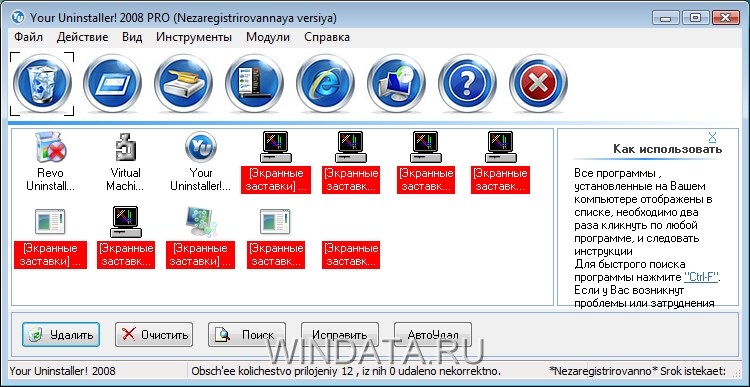 Your Uninstaller! 2008 PRO (Nezaregistrirovannaya versiya)
Файл Действие Вид Инструменты Модули Справка
Revo Uninstall...
Virtual Machi...
Your Uninstaller!...
[Экранные заставки] ...
[Экранные заставк...
[Экранные заставк...
[Экранные заставк...
[Экранные заставки] ...
[Экранные заставк...
[Экранные заставки] ...
[Экранные заставк...
[Экранные заставк...
Как использовать
Все программы ,
установленные на Вашем
компьютере отображены в
списке, необходимо два
раза кликнуть по любой
программе, и следовать
инструкции
Для быстрого поиска
программы нажмите "Ctrl-F".
Если у Вас возникнут
проблемы или затруднения
Удалить Очистить Поиск Исправить АвтоУдал
WINDATA.RU
Your Uninstaller! 2008 Obsch'ee kolichestvo prilojeniy 12 , iz nih 0 udaleno nekorrektno. *Nezaregistrirovanno* Srok istekaet: